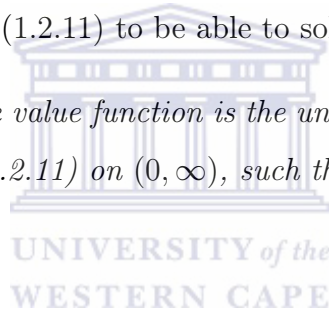 (1.2.11) to be able to so
value function is the un
.2.11) on (0, ∞), such th
UNIVERSITY of the
WESTERN CAPE